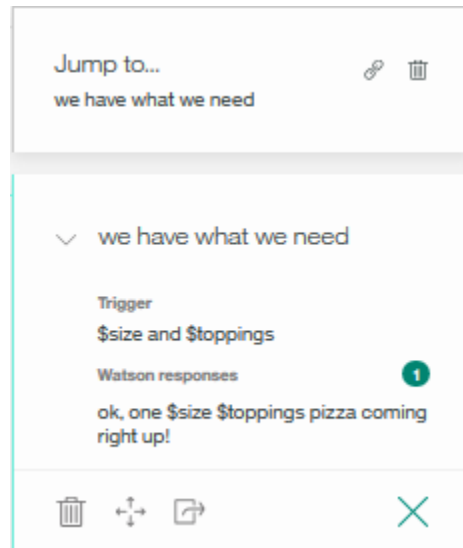 Jump to...
we have what we need
we have what we need
Trigger
$size and $toppings
Watson responses
1
ok, one $size $toppings pizza coming
right up!